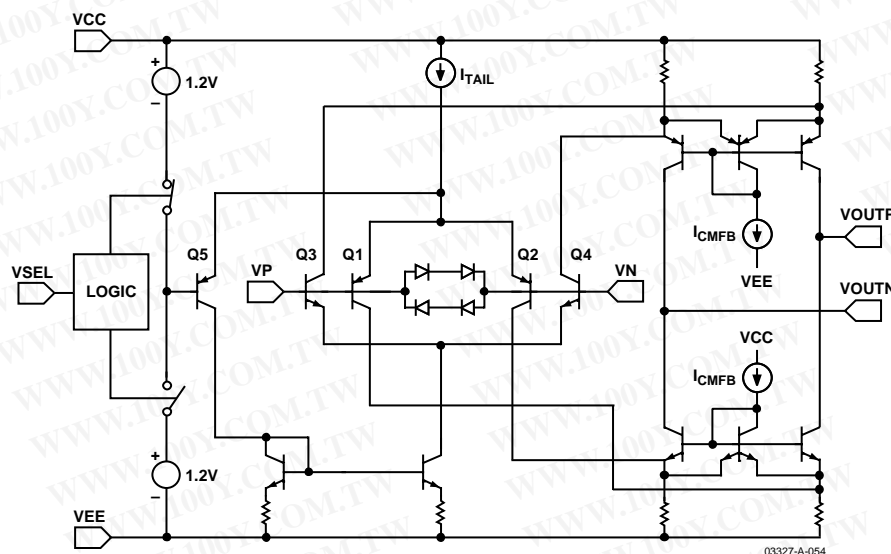 VCC
+
1.2V
–
ITAIL
Q5
Q3
Q1
Q2
Q4
VSEL
LOGIC
VP
VN
ICMFB
VEE
VOUTP
VOUTN
VCC
ICMFB
+
1.2V
–
VEE
03327-A-054
WWW.100Y.COM.TW